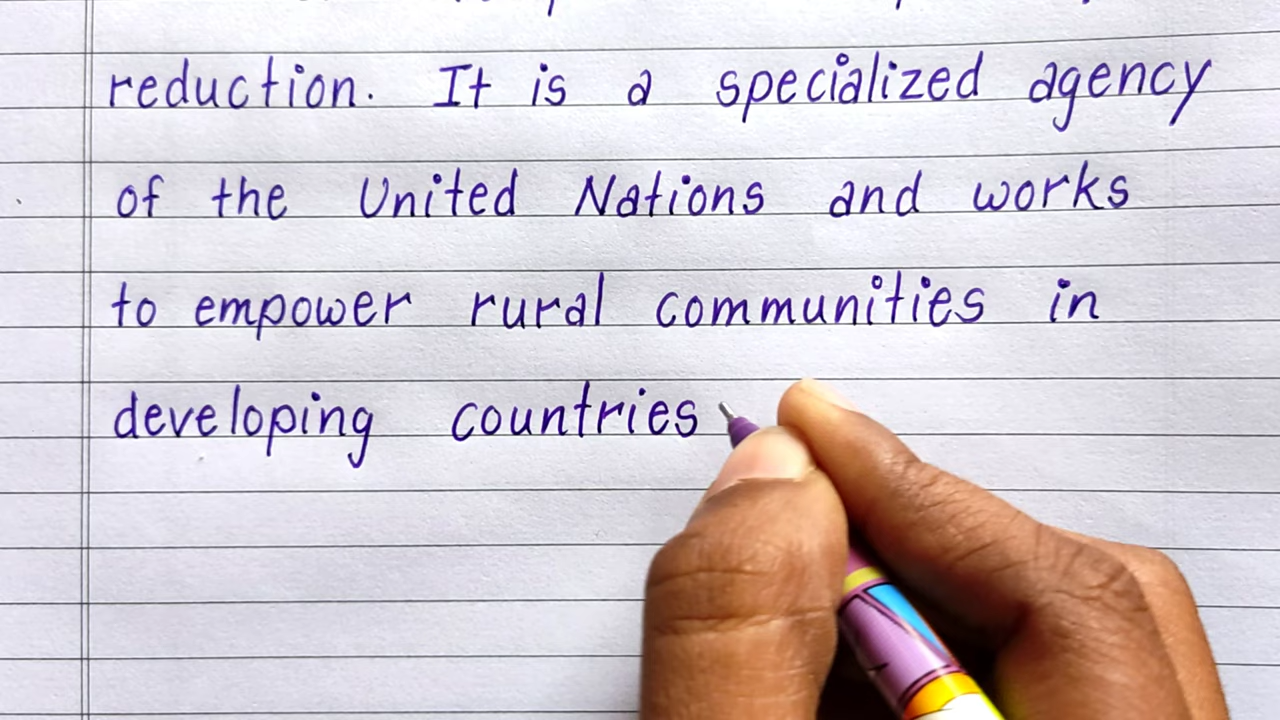 reduction. It is a specialized agency
of the United Nations and works
to empower rural communities in
developing countries